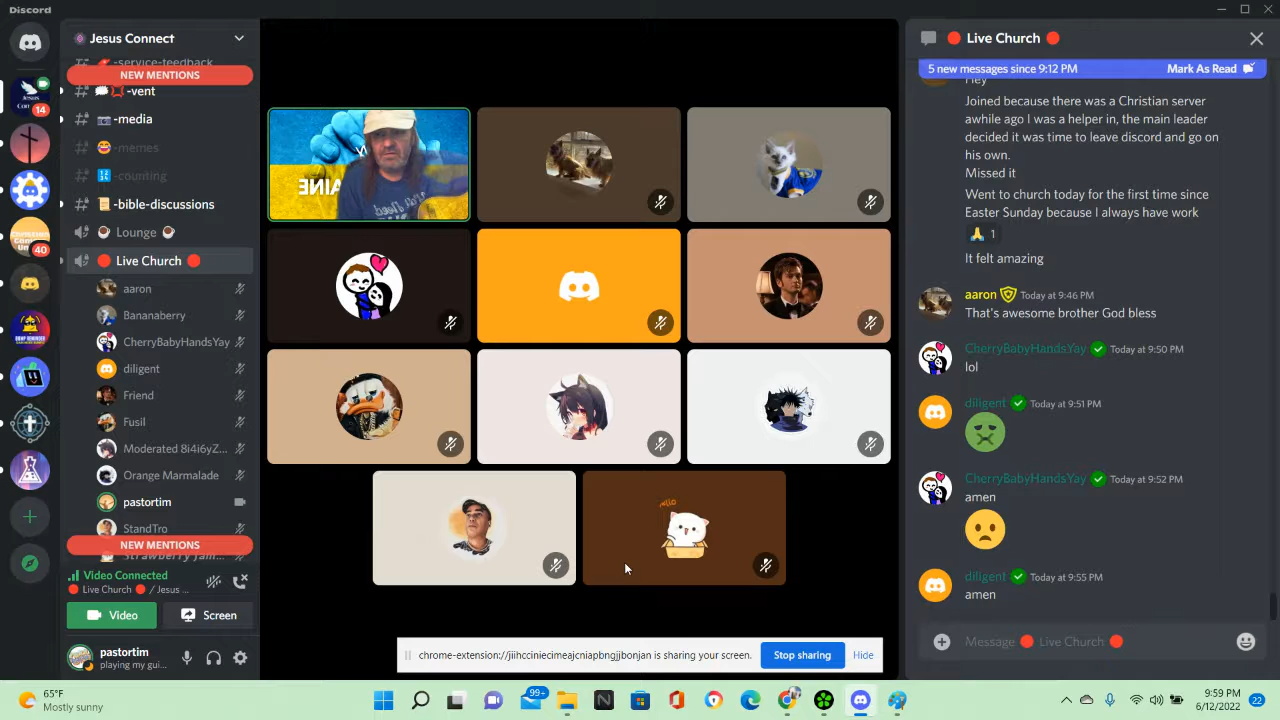 Discord
Jesus Connect
-service-feedback
NEW MENTIONS
-vent
-media
-memes
-counting
-bible-discussions
Lounge
Live Church
aaron
Bananaberry
CherryBabyHandsYay
diligent
Friend
Fusil
Moderated 8i4i6yZ...
Orange Marmalade
pastortim
StandTro
NEW MENTIONS
Video Connected
Live Church / Jesus ...
Video
Screen
pastortim
playing my gui...
14
40
Live Church
5 new messages since 9:12 PM
Mark As Read
Hey
Joined because there was a Christian server
awhile ago I was a helper in, the main leader
decided it was time to leave discord and go on
his own.
Missed it
Went to church today for the first time since
Easter Sunday because I always have work
1
It felt amazing
aaron Today at 9:46 PM
That's awesome brother God bless
CherryBabyHandsYay Today at 9:50 PM
lol
diligent Today at 9:51 PM
CherryBabyHandsYay Today at 9:52 PM
amen
diligent Today at 9:55 PM
amen
Message Live Church
chrome-extension://jiihcciniecimeajcniapbngjjbonjan is sharing your screen.
Stop sharing
Hide
65°F
Mostly sunny
99+
9:59 PM
6/12/2022
22